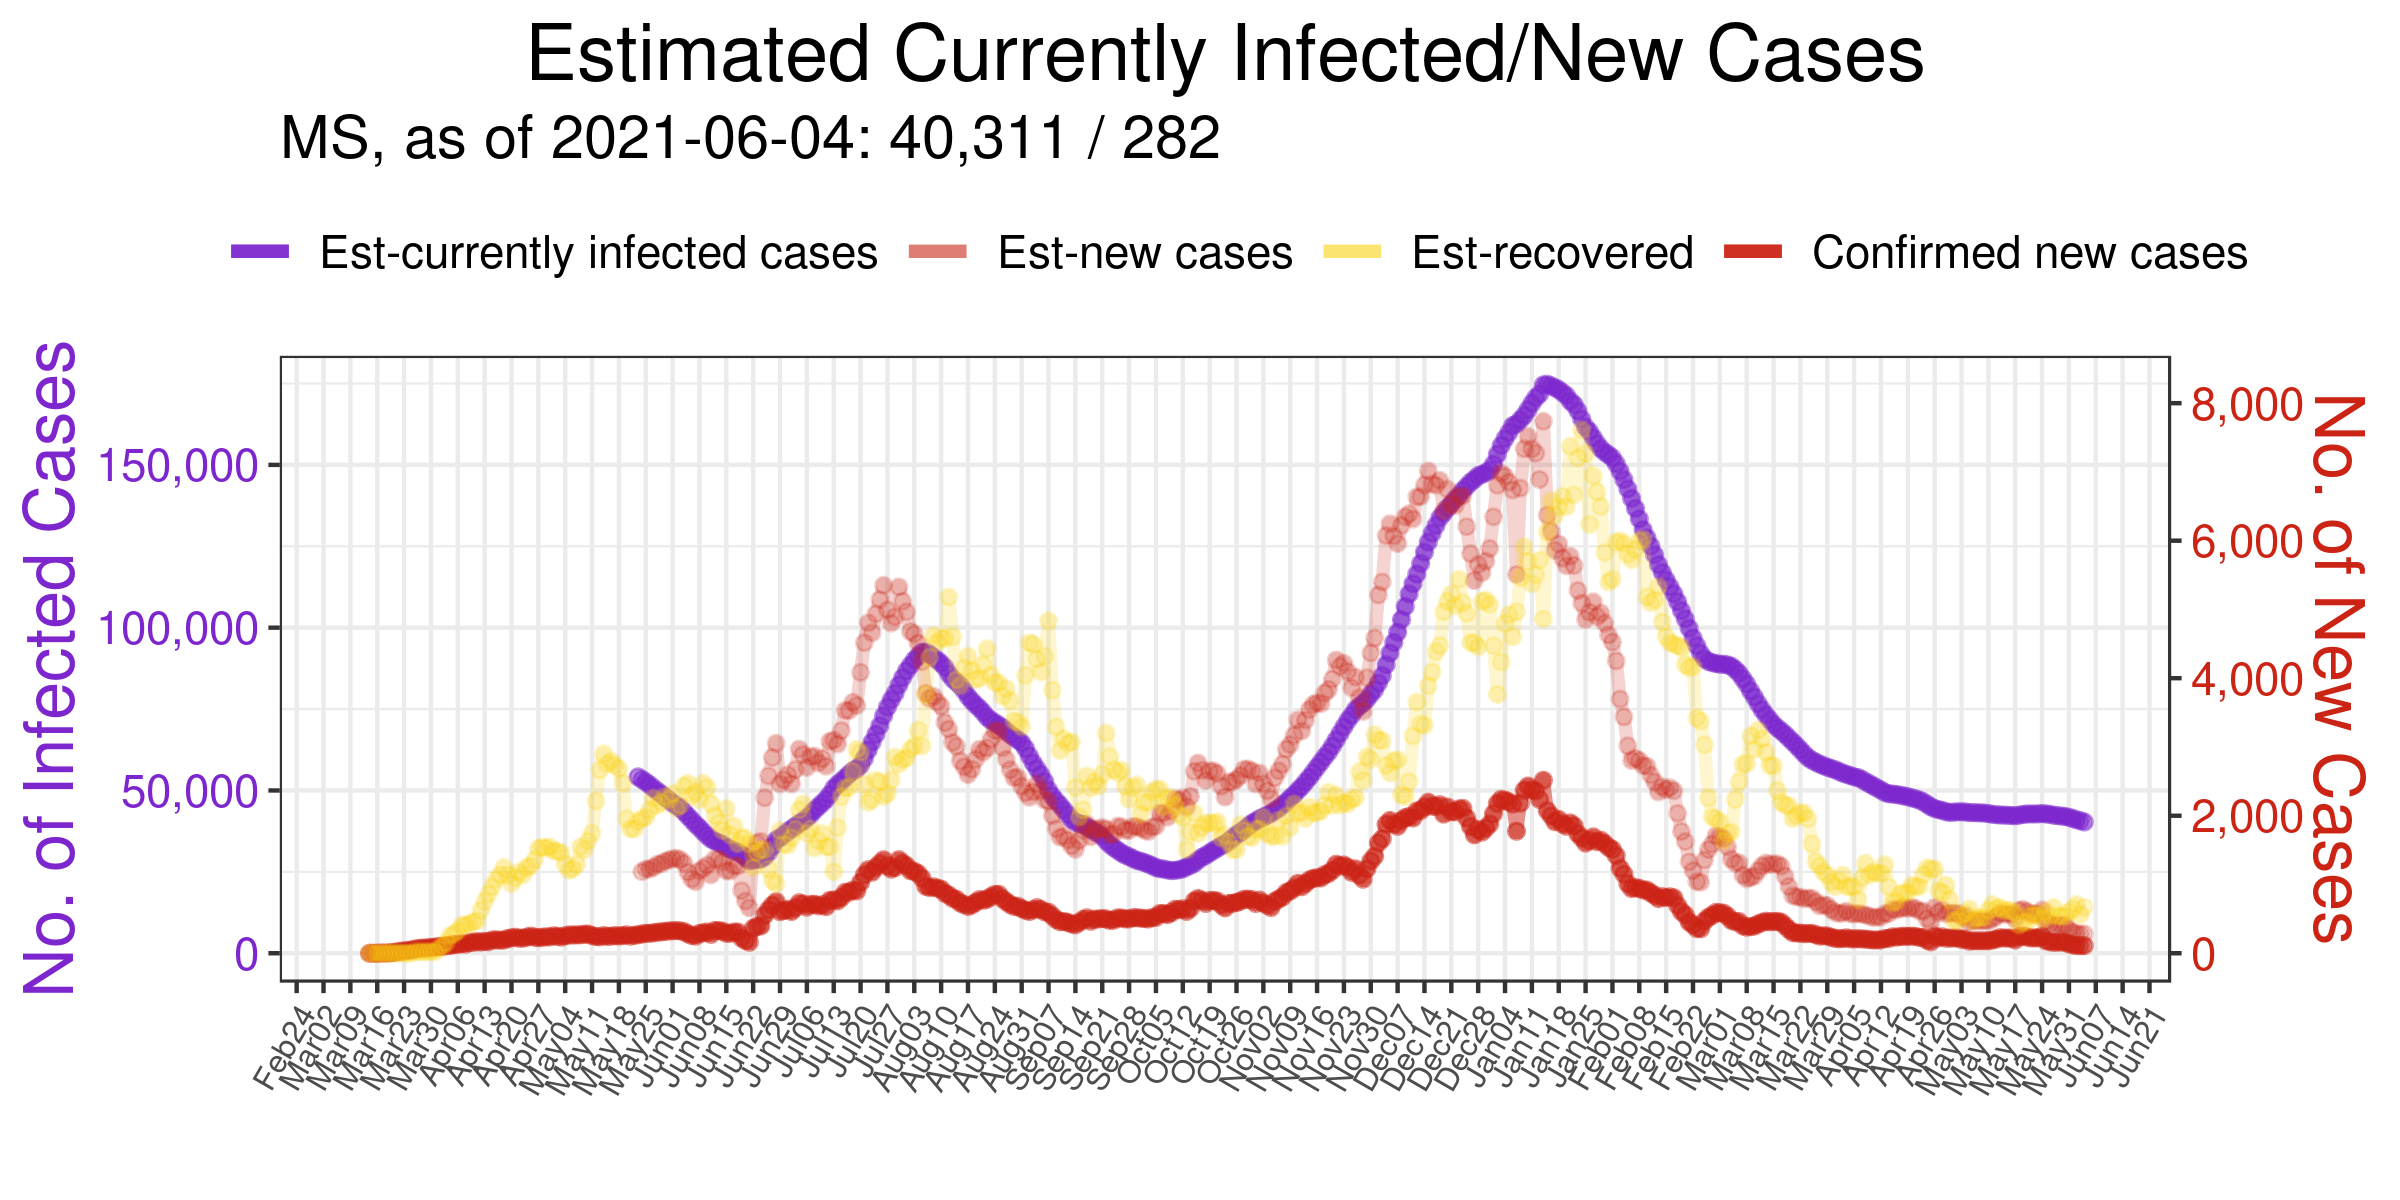 Estimated Currently Infected/New Cases
MS, as of 2021-06-04: 40,311 / 282
Est-currently infected cases
Est-new cases
Est-recovered
Confirmed new cases
No. of Infected Cases
150,000
100,000
50,000
0
8,000
6,000
4,000
2,000
0
No. of New Cases
Feb24
Mar02
Mar09
Mar16
Mar23
Mar30
Apr06
Apr13
Apr20
Apr27
May04
May11
May18
May25
Jun01
Jun08
Jun15
Jun22
Jun29
Jul06
Jul13
Jul20
Jul27
Aug03
Aug10
Aug17
Aug24
Aug31
Sep07
Sep14
Sep21
Sep28
Oct05
Oct12
Oct19
Oct26
Nov02
Nov09
Nov16
Nov23
Nov30
Dec07
Dec14
Dec21
Dec28
Jan04
Jan11
Jan18
Jan25
Feb01
Feb08
Feb15
Feb22
Mar01
Mar08
Mar15
Mar22
Mar29
Apr05
Apr12
Apr19
Apr26
May03
May10
May17
May24
May31
Jun07
Jun14
Jun21